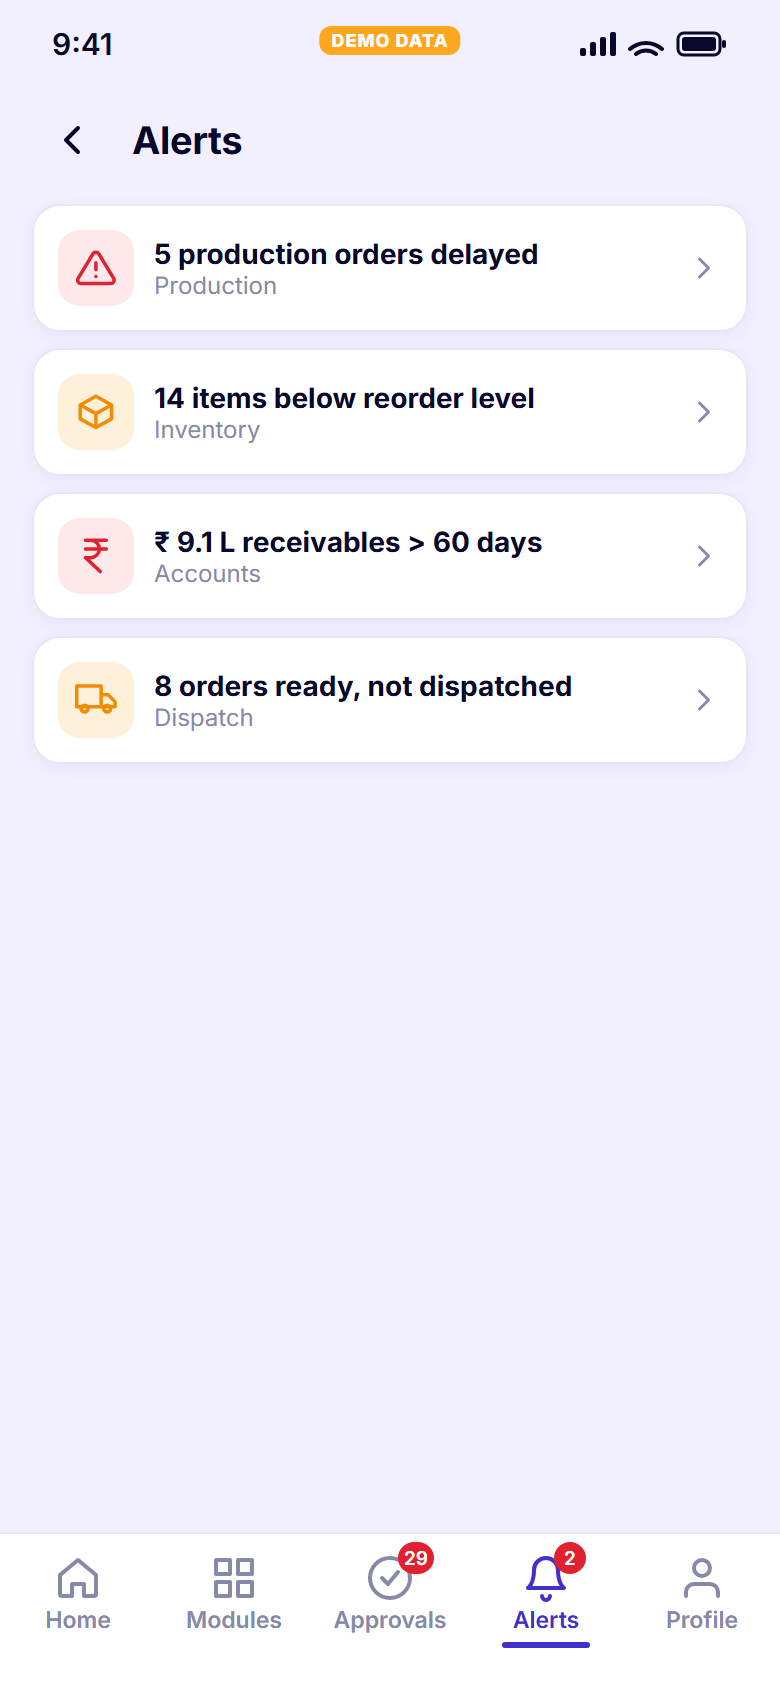 9:41
DEMO DATA
Alerts
5 production orders delayed
Production
14 items below reorder level
Inventory
₹ 9.1 L receivables > 60 days
Accounts
8 orders ready, not dispatched
Dispatch
29
2
Home
Modules
Approvals
Alerts
Profile